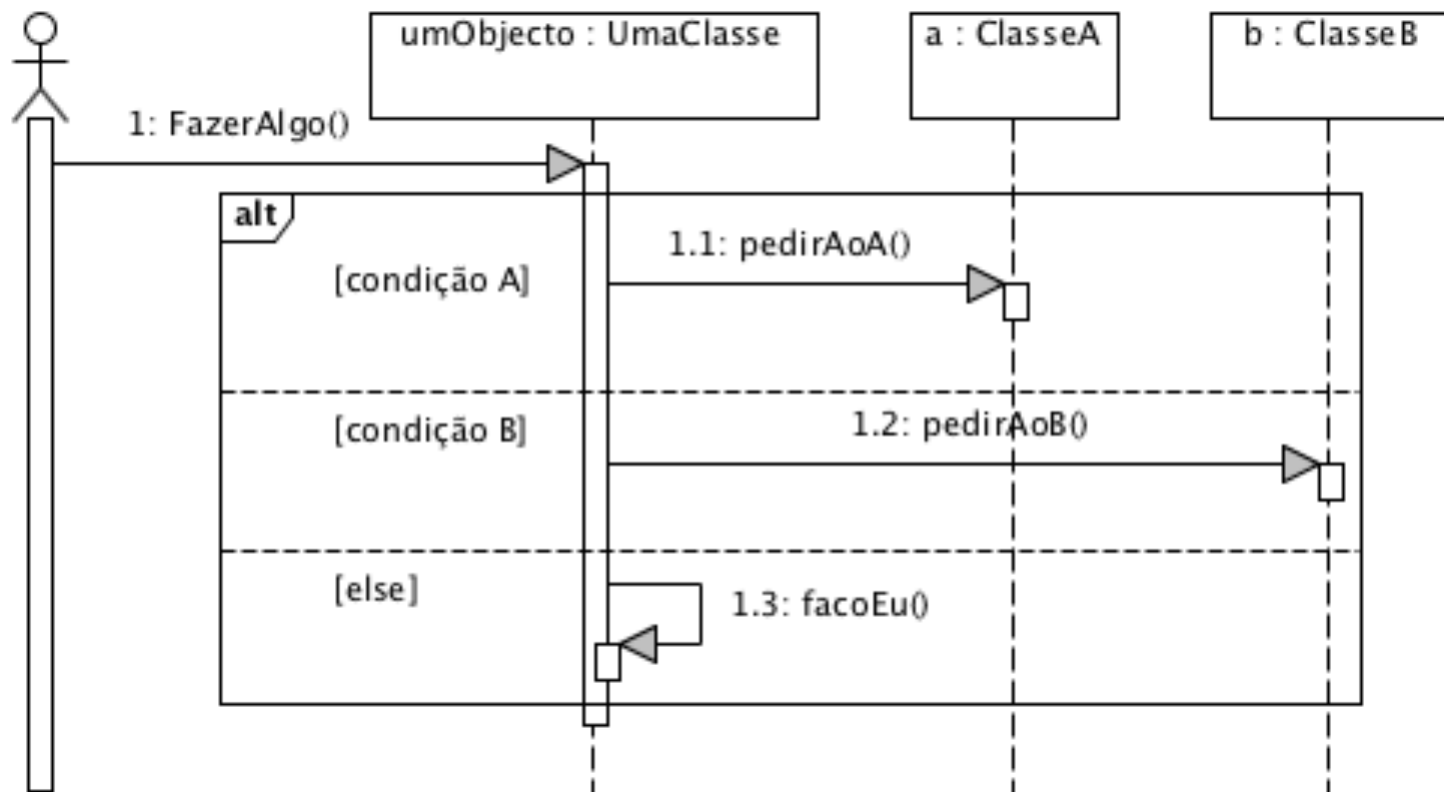 umObjecto : UmaClasse
a : ClasseA
b : ClasseB
1: FazerAlgo()
alt
1.1: pedirAoA()
[condição A]
1.2: pedirAoB()
[condição B]
[else]
1.3: facoEu()